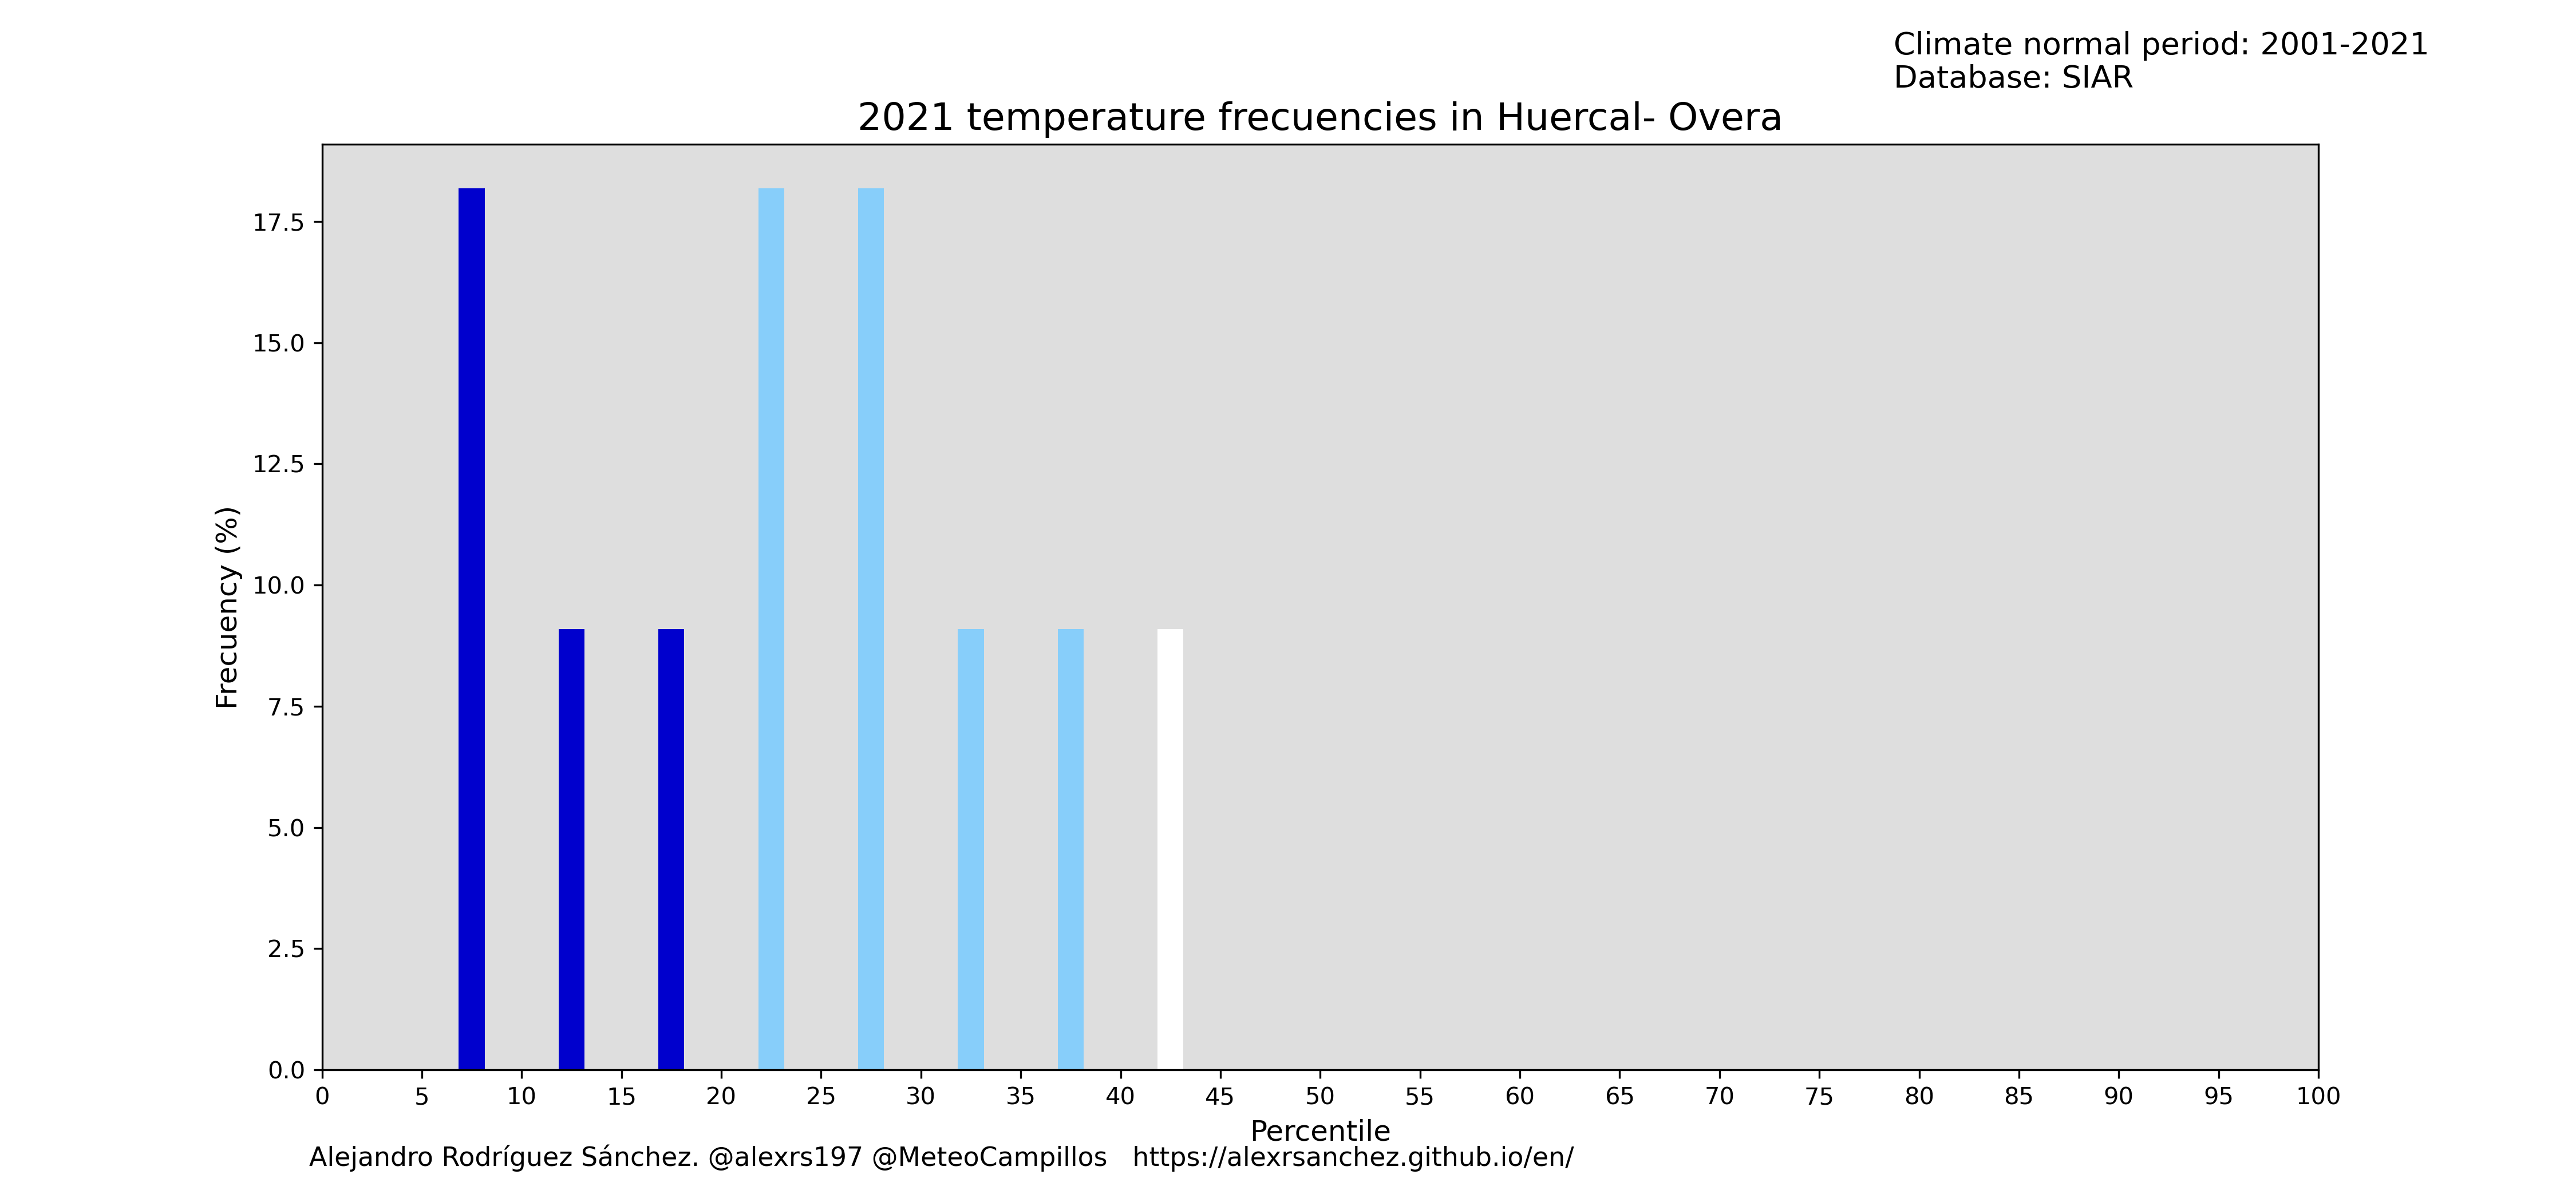 Climate normal period: 2001-2021
Database: SIAR
2021 temperature frecuencies in Huercal- Overa
Frecuency (%)
17.5
15.0
12.5
10.0
7.5
5.0
2.5
0.0
0 5 10 15 20 25 30 35 40 45 50 55 60 65 70 75 80 85 90 95 100
Percentile
Alejandro Rodríguez Sánchez. @alexrs197 @MeteoCampillos https://alexrsanchez.github.io/en/